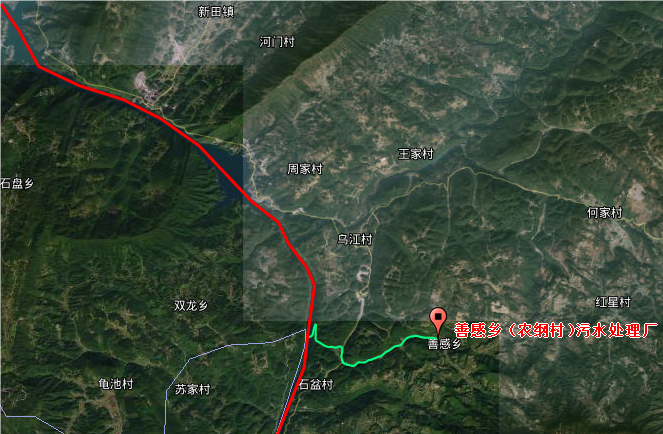 新田镇
河门村
王家村
周家村
石盘乡
何家村
乌江村
红星村
双龙乡
善感乡（农纲村）污水处理厂
善感乡
龟池村
苏家村
石盆村